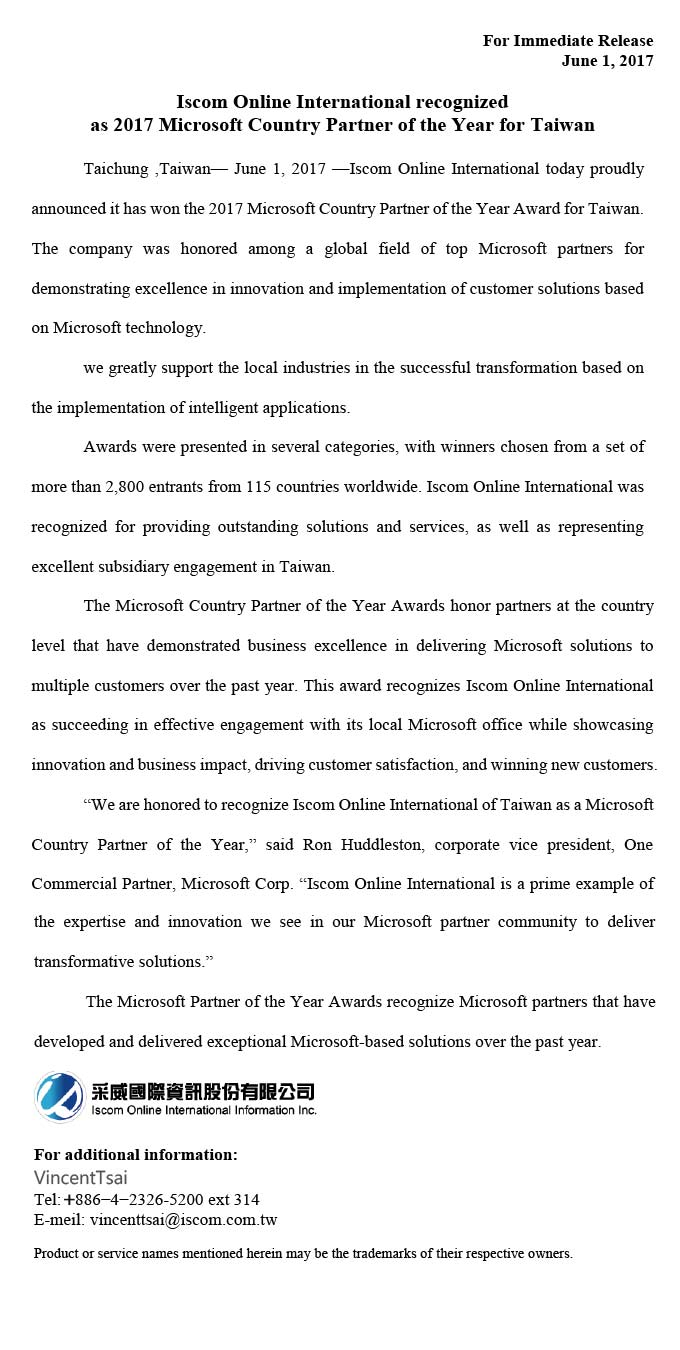 For Immediate Release
June 1, 2017
Iscom Online International recognized
as 2017 Microsoft Country Partner of the Year for Taiwan
Taichung ,Taiwan— June 1, 2017 —Iscom Online International today proudly
announced it has won the 2017 Microsoft Country Partner of the Year Award for Taiwan.
The company was honored among a global field of top Microsoft partners for
demonstrating excellence in innovation and implementation of customer solutions based
on Microsoft technology.
we greatly support the local industries in the successful transformation based on
the implementation of intelligent applications.
Awards were presented in several categories, with winners chosen from a set of
more than 2,800 entrants from 115 countries worldwide. Iscom Online International was
recognized for providing outstanding solutions and services, as well as representing
excellent subsidiary engagement in Taiwan.
The Microsoft Country Partner of the Year Awards honor partners at the country
level that have demonstrated business excellence in delivering Microsoft solutions to
multiple customers over the past year. This award recognizes Iscom Online International
as succeeding in effective engagement with its local Microsoft office while showcasing
innovation and business impact, driving customer satisfaction, and winning new customers.
“We are honored to recognize Iscom Online International of Taiwan as a Microsoft
Country Partner of the Year,” said Ron Huddleston, corporate vice president, One
Commercial Partner, Microsoft Corp. “Iscom Online International is a prime example of
the expertise and innovation we see in our Microsoft partner community to deliver
transformative solutions.”
The Microsoft Partner of the Year Awards recognize Microsoft partners that have
developed and delivered exceptional Microsoft-based solutions over the past year.
采威國際資訊股份有限公司
Iscom Online International Information Inc.
For additional information:
VincentTsai
Tel: +886−4−2326-5200 ext 314
E-meil: vincenttsai@iscom.com.tw
Product or service names mentioned herein may be the trademarks of their respective owners.